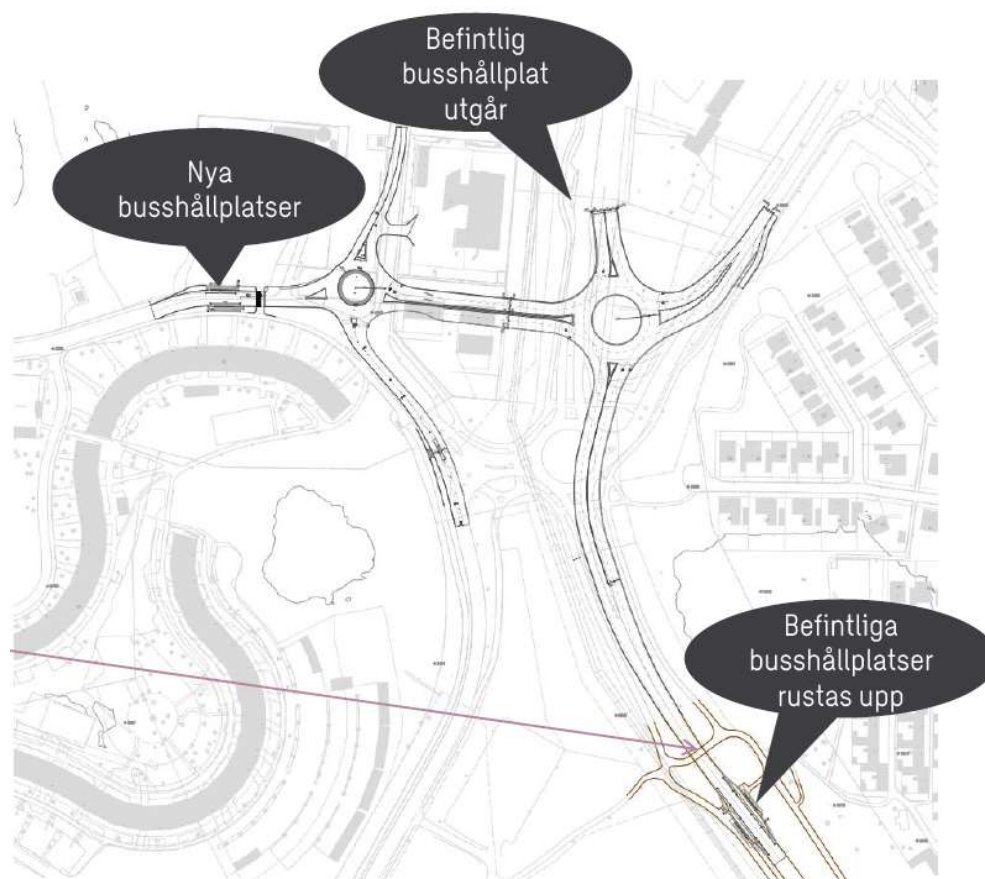 Befintlig
busshållplat
utgår
Nya
busshållplatser
Befintliga
busshållplatser
rustas upp